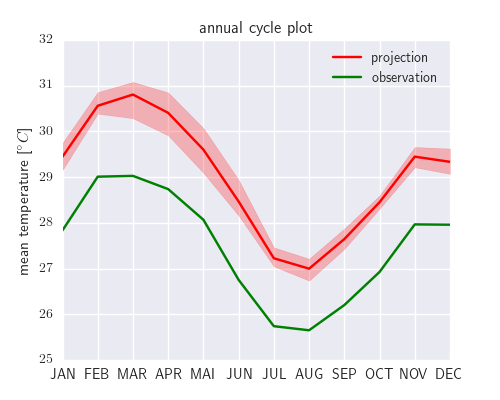 annual cycle plot
projection
observation
mean temperature [°C]
32
31
30
29
28
27
26
25
JAN FEB MAR APR MAI JUN JUL AUG SEP OCT NOV DEC